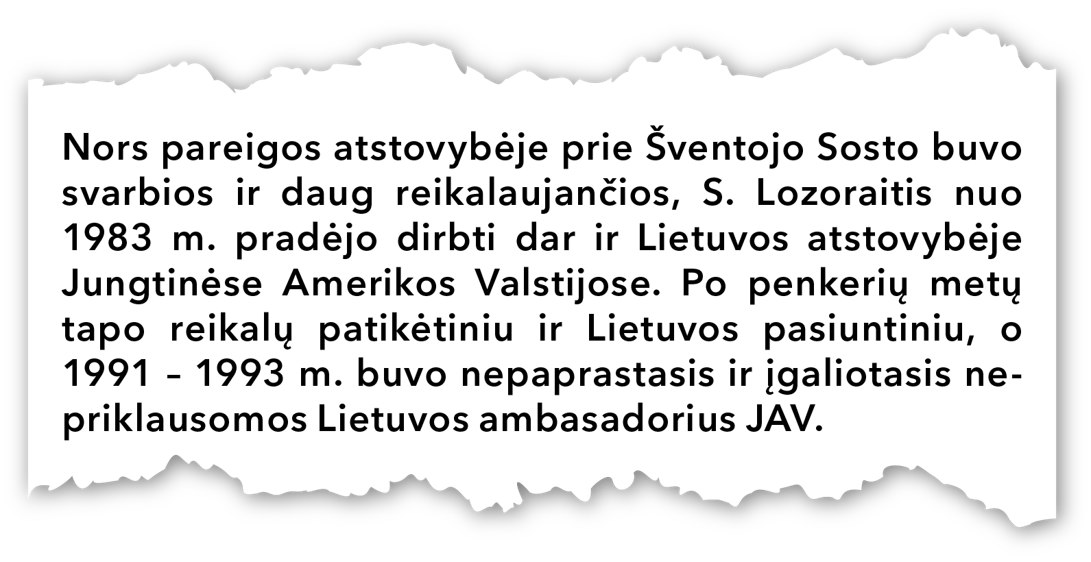 Nors pareigos atstovybėje prie Šventojo Sosto buvo
svarbios ir daug reikalaujančios, S. Lozoraitis nuo
1983 m. pradėjo dirbti dar ir Lietuvos atstovybėje
Jungtinėse Amerikos Valstijose. Po penkerių metų
tapo reikalų patikėtiniu ir Lietuvos pasiuntiniu, o
1991 – 1993 m. buvo nepaprastasis ir įgaliotasis ne-
priklausomos Lietuvos ambasadorius JAV.